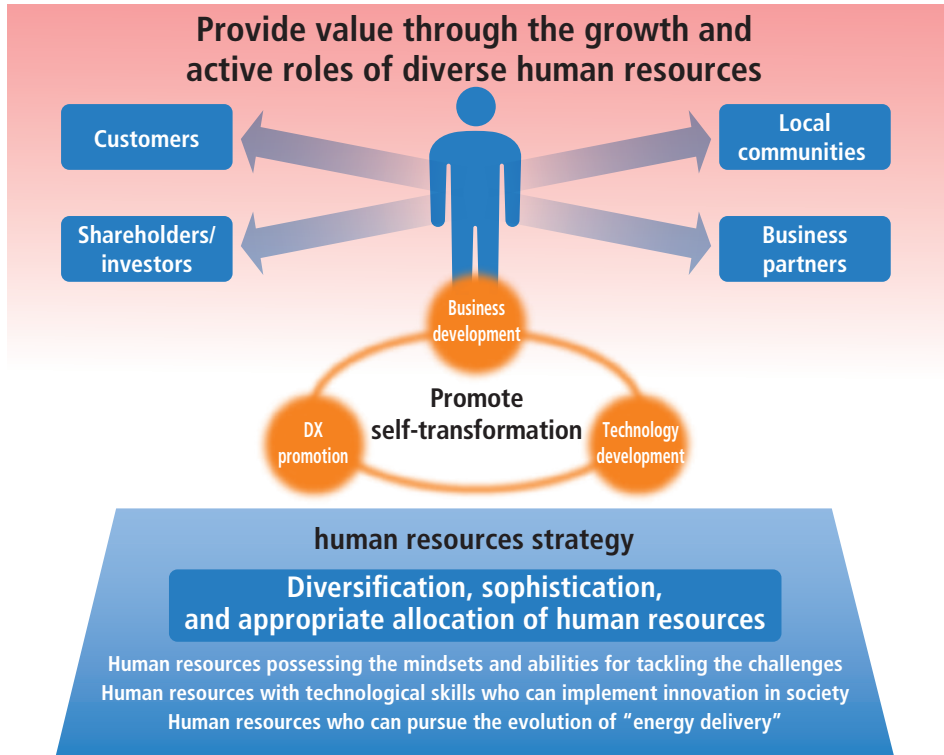 Provide value through the growth and
active roles of diverse human resources
Customers
Local
communities
Shareholders/
investors
Business
partners
Business
development
Promote
self-transformation
DX
promotion
Technology
development
human resources strategy
Diversification, sophistication,
and appropriate allocation of human resources
Human resources possessing the mindsets and abilities for tackling the challenges
Human resources with technological skills who can implement innovation in society
Human resources who can pursue the evolution of “energy delivery”